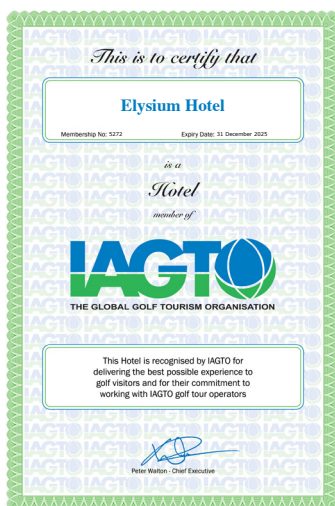 This is to certify that
Elysium Hotel
Membership No: 5272 Expiry Date: 31 December 2025
is a
Hotel
member of
IAGTO
THE GLOBAL GOLF TOURISM ORGANISATION
This Hotel is recognised by IAGTO for
delivering the best possible experience to
golf visitors and for their commitment to
working with IAGTO golf tour operators
Peter Walton - Chief Executive